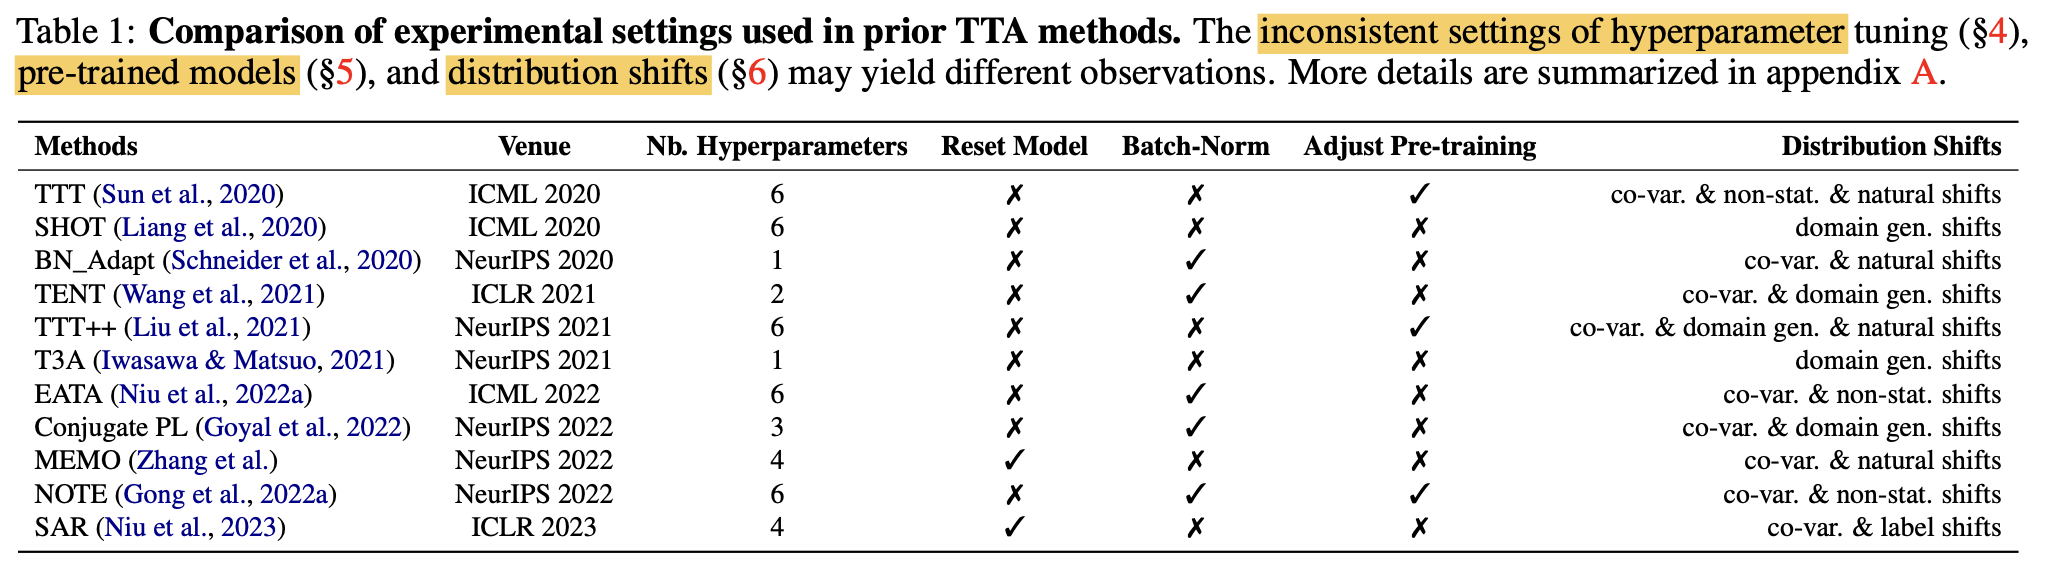 Table 1: Comparison of experimental settings used in prior TTA methods. The inconsistent settings of hyperparameter tuning (§4),
pre-trained models (§5), and distribution shifts (§6) may yield different observations. More details are summarized in appendix A.
Methods Venue Nb. Hyperparameters Reset Model Batch-Norm Adjust Pre-training Distribution Shifts
TTT (Sun et al., 2020) ICML 2020 6 ✗ ✗ ✓ co-var. & non-stat. & natural shifts
SHOT (Liang et al., 2020) ICML 2020 6 ✗ ✗ ✗ domain gen. shifts
BN_Adapt (Schneider et al., 2020) NeurIPS 2020 1 ✗ ✓ ✗ co-var. & natural shifts
TENT (Wang et al., 2021) ICLR 2021 2 ✗ ✓ ✗ co-var. & domain gen. shifts
TTT++ (Liu et al., 2021) NeurIPS 2021 6 ✗ ✗ ✓ co-var. & domain gen. & natural shifts
T3A (Iwasawa & Matsuo, 2021) NeurIPS 2021 1 ✗ ✗ ✗ domain gen. shifts
EATA (Niu et al., 2022a) ICML 2022 6 ✗ ✓ ✗ co-var. & non-stat. shifts
Conjugate PL (Goyal et al., 2022) NeurIPS 2022 3 ✗ ✓ ✗ co-var. & domain gen. shifts
MEMO (Zhang et al.) NeurIPS 2022 4 ✓ ✗ ✗ co-var. & natural shifts
NOTE (Gong et al., 2022a) NeurIPS 2022 6 ✗ ✓ ✓ co-var. & non-stat. shifts
SAR (Niu et al., 2023) ICLR 2023 4 ✓ ✗ ✗ co-var. & label shifts